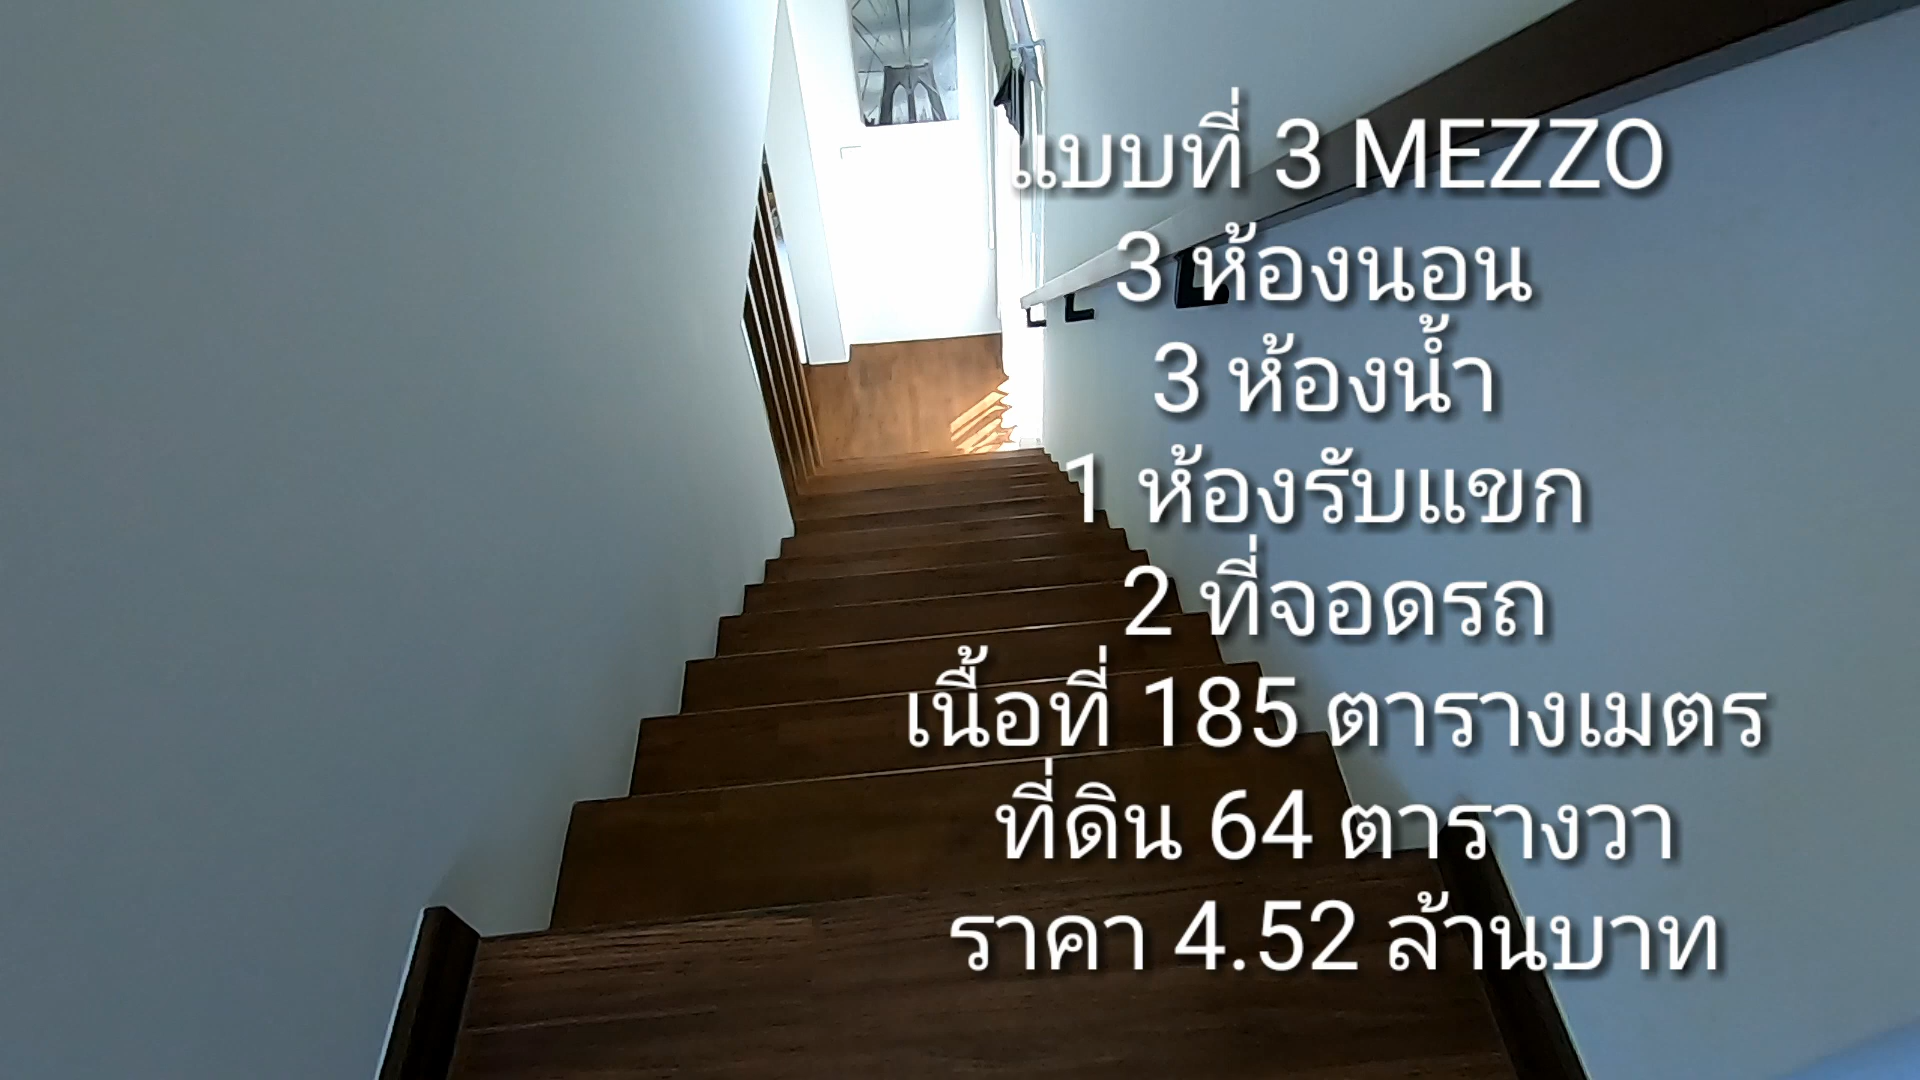 แบบที่ 3 MEZZO
3 ห้องนอน
3 ห้องน้ำ
1 ห้องรับแขก
2 ที่จอดรถ
เนื้อที่ 185 ตารางเมตร
ที่ดิน 64 ตารางวา
ราคา 4.52 ล้านบาท